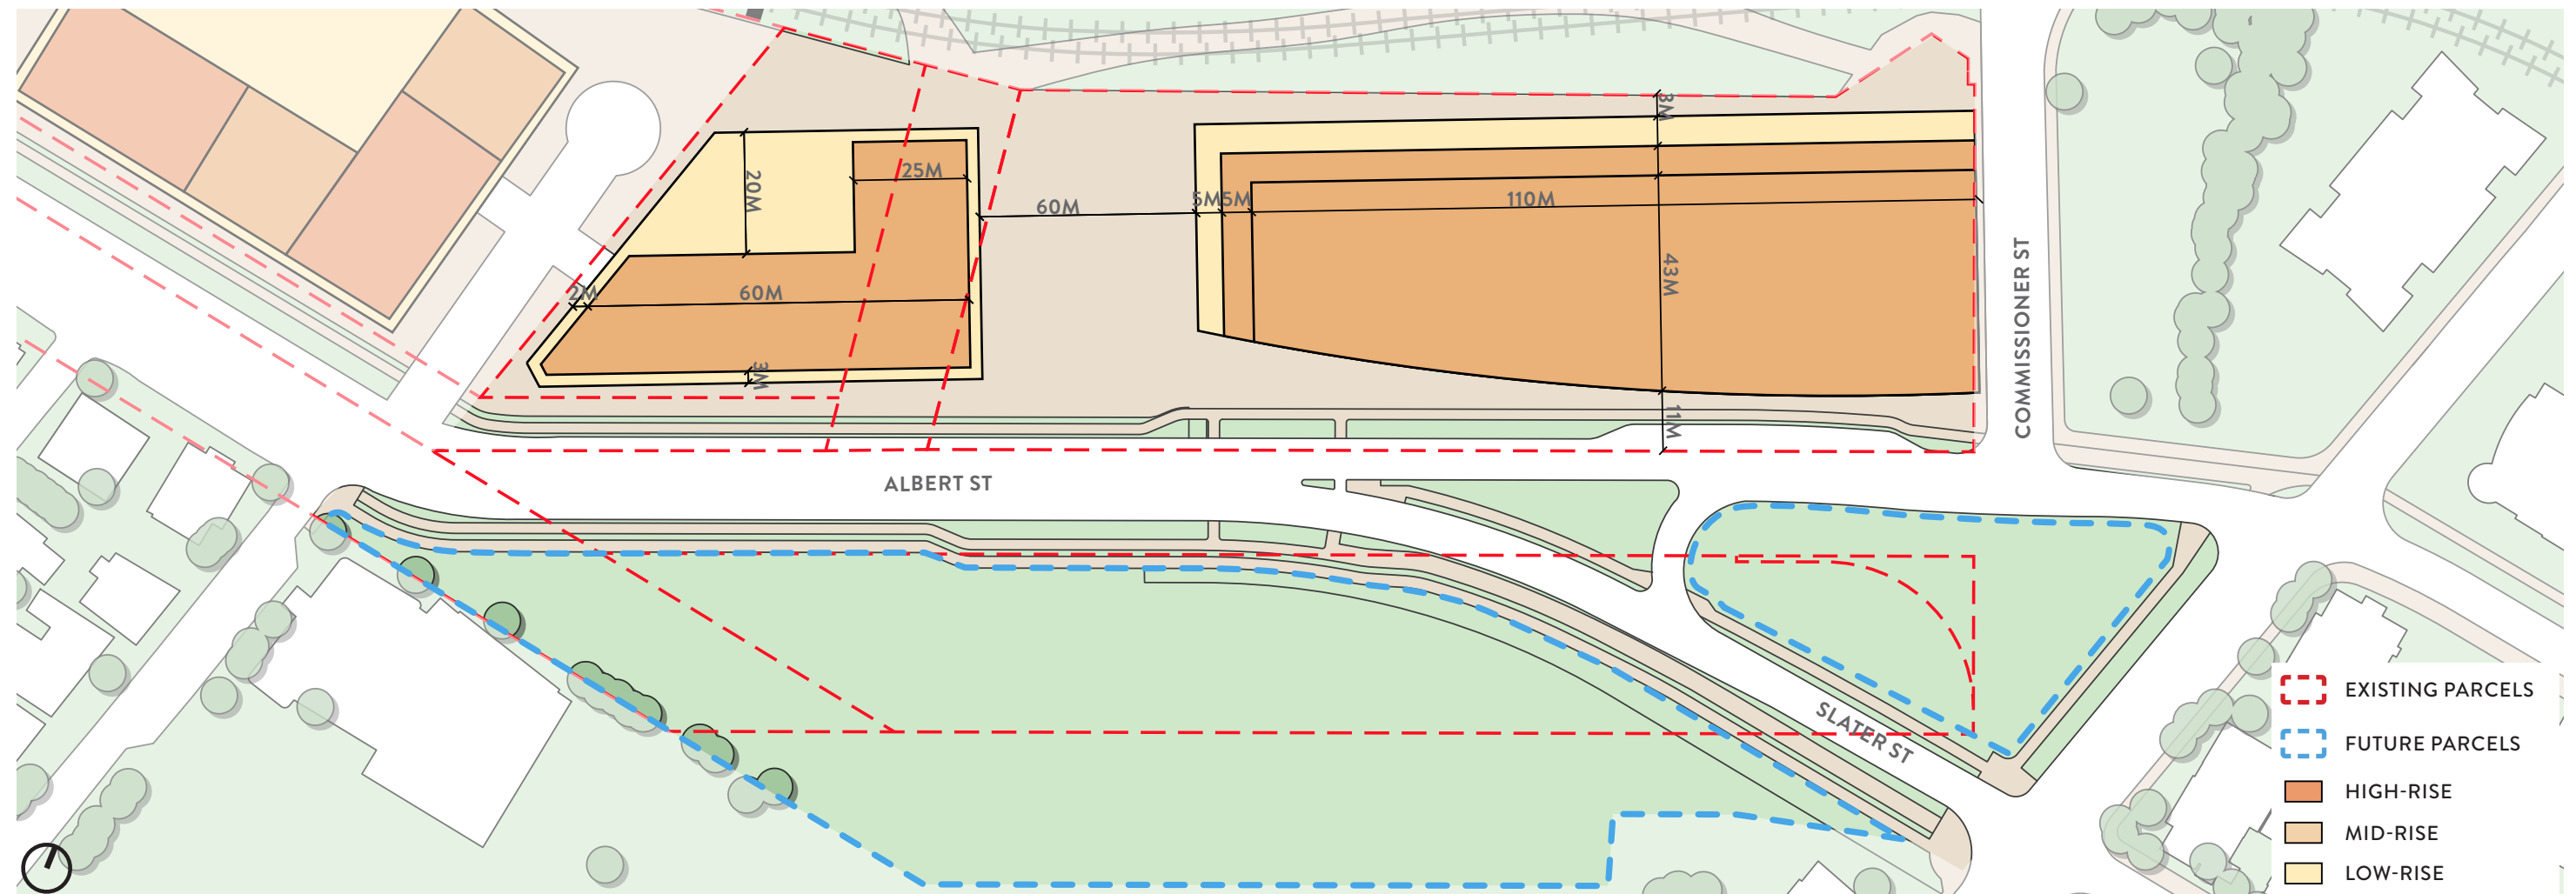 3M
20M
25M
60M
5M
5M
110M
2M
60M
43M
3M
11M
COMMISSIONER ST
ALBERT ST
SLATER ST
EXISTING PARCELS
FUTURE PARCELS
HIGH-RISE
MID-RISE
LOW-RISE